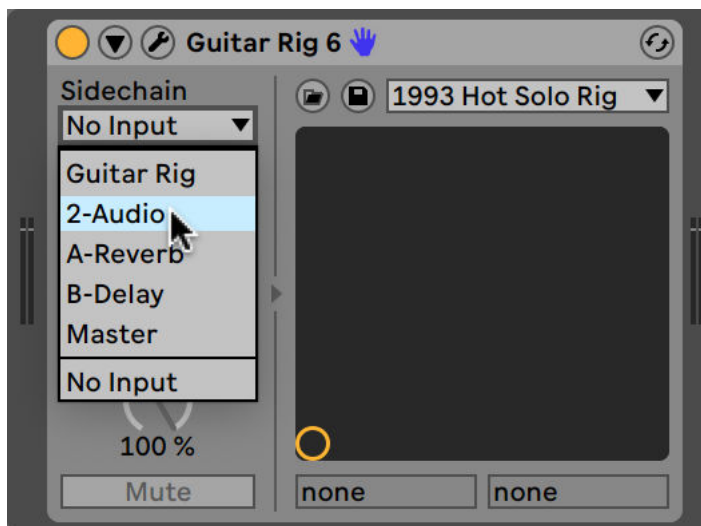 Guitar Rig 6
Sidechain
No Input
Guitar Rig
2-Audio
A-Reverb
B-Delay
Master
No Input
100 %
Mute
1993 Hot Solo Rig
none
none